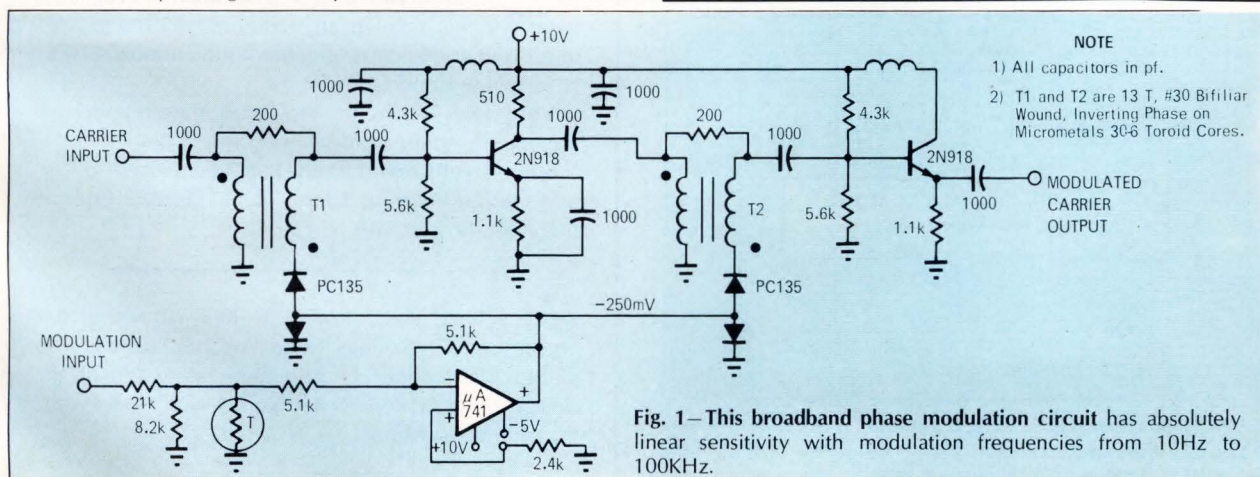 +10V
NOTE
1) All capacitors in pf.
2) T1 and T2 are 13 T, #30 Bifiliar
Wound, Inverting Phase on
Micrometals 30-6 Toroid Cores.
1000
510
1000
4.3k
4.3k
CARRIER
INPUT
1000
200
1000
1000
200
1000
2N918
2N918
1000
MODULATED
CARRIER
OUTPUT
T1
5.6k
1.1k
1000
T2
5.6k
1.1k
PC135
PC135
-250mV
MODULATION
INPUT
5.1k
21k
5.1k
8.2k
T
-
μA
741
+
+
-5V
+10V
2.4k
Fig. 1—This broadband phase modulation circuit has absolutely
linear sensitivity with modulation frequencies from 10Hz to
100KHz.